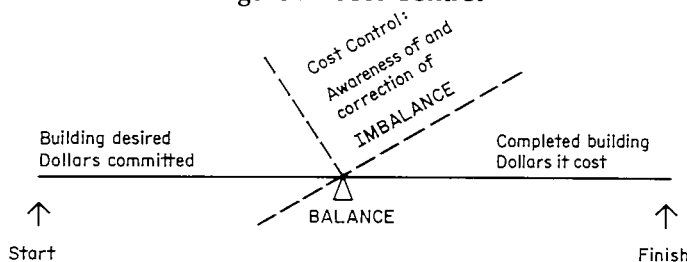 Cost Control:
Awareness of and
correction of
IMBALANCE
Building desired
Dollars committed
Completed building
Dollars it cost
BALANCE
Start
Finish